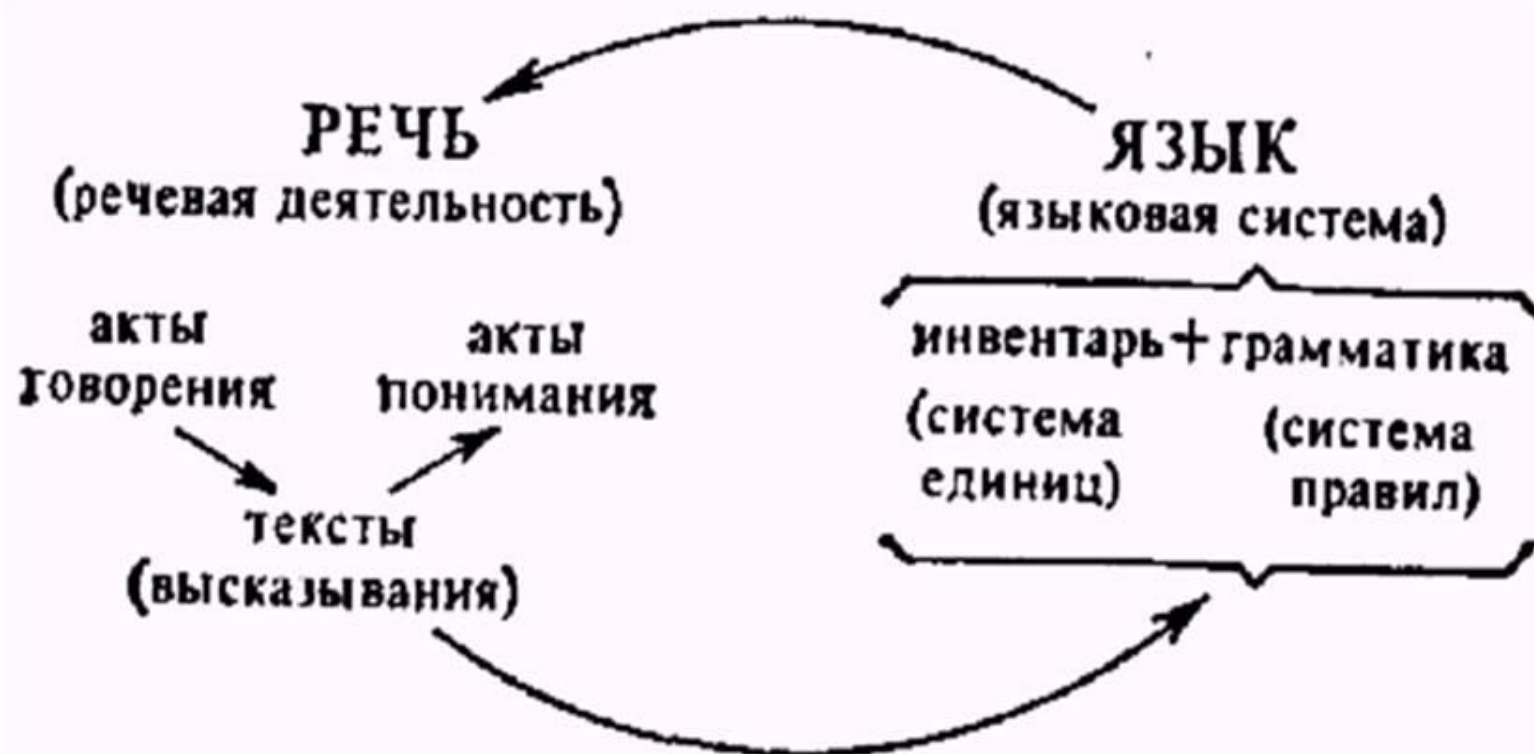 РЕЧЬ
(речевая деятельность)
акты
говорения
акты
понимания
тексты
(высказывания)
ЯЗЫК
(языковая система)
инвентарь + грамматика
(система
единиц)
(система
правил)